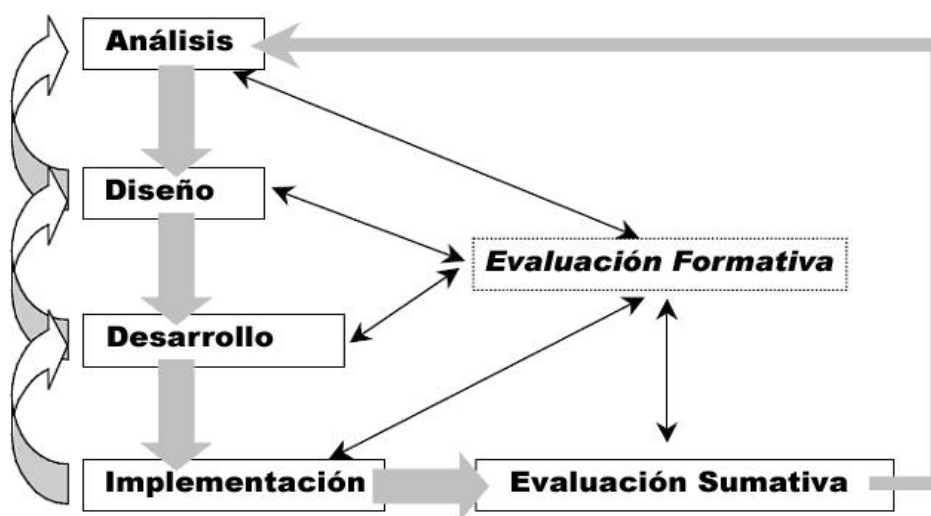 Análisis
Diseño
Evaluación Formativa
Desarrollo
Implementación
Evaluación Sumativa